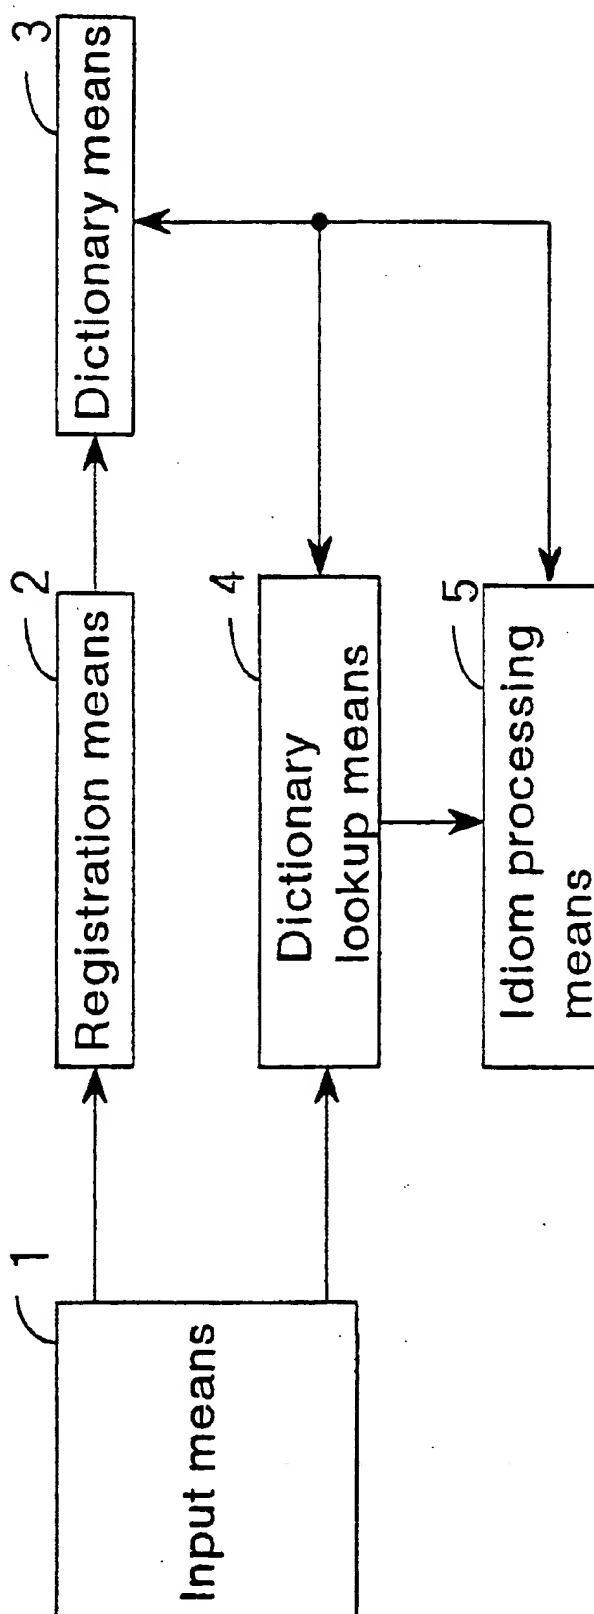 1
Input means
2
Registration means
3
Dictionary means
4
Dictionary
lookup means
5
Idiom processing
means